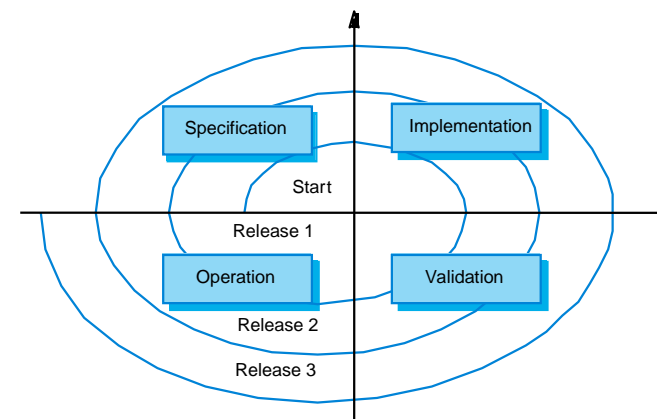 Specification
Implementation
Start
Release 1
Operation
Validation
Release 2
Release 3